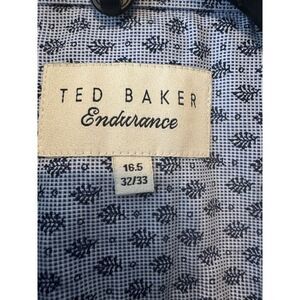 TED BAKER
Endurance
16.5
32/33